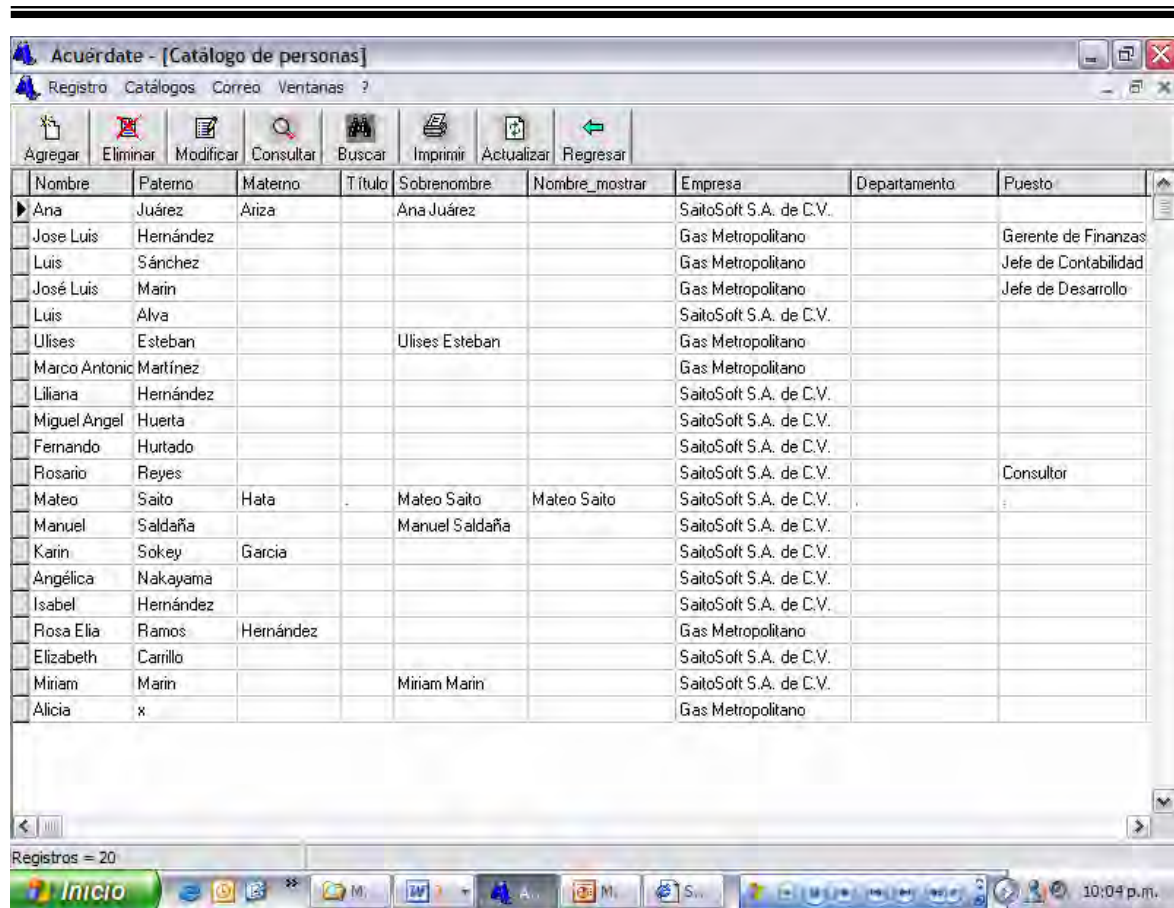 Acuérdate - [Catálogo de personas]
Registro Catálogos Correo Ventanas ?
Agregar Eliminar Modificar Consultar Buscar Imprimir Actualizar Regresar
Nombre Paterno Materno Título Sobrenombre Nombre_mostrar Empresa Departamento Puesto
Ana Juárez Ariza Ana Juárez SaitoSoft S.A. de C.V.
Jose Luis Hernández Gas Metropolitano Gerente de Finanzas
Luis Sánchez Gas Metropolitano Jefe de Contabilidad
José Luis Marin Gas Metropolitano Jefe de Desarrollo
Luis Alva SaitoSoft S.A. de C.V.
Ulises Esteban Ulises Esteban Gas Metropolitano
Marco Antonio Martínez Gas Metropolitano
Liliana Hernández SaitoSoft S.A. de C.V.
Miguel Angel Huerta SaitoSoft S.A. de C.V.
Fernando Hurtado SaitoSoft S.A. de C.V.
Rosario Reyes SaitoSoft S.A. de C.V. Consultor
Mateo Saito Hata . Mateo Saito Mateo Saito SaitoSoft S.A. de C.V. . .
Manuel Saldaña Manuel Saldaña SaitoSoft S.A. de C.V.
Karin Sokey Garcia SaitoSoft S.A. de C.V.
Angélica Nakayama SaitoSoft S.A. de C.V.
Isabel Hernández SaitoSoft S.A. de C.V.
Rosa Elia Ramos Hernández Gas Metropolitano
Elizabeth Carrillo SaitoSoft S.A. de C.V.
Miriam Marin Miriam Marin SaitoSoft S.A. de C.V.
Alicia x Gas Metropolitano
Registros = 20
Inicio M. A... M. S... 10:04 p.m.